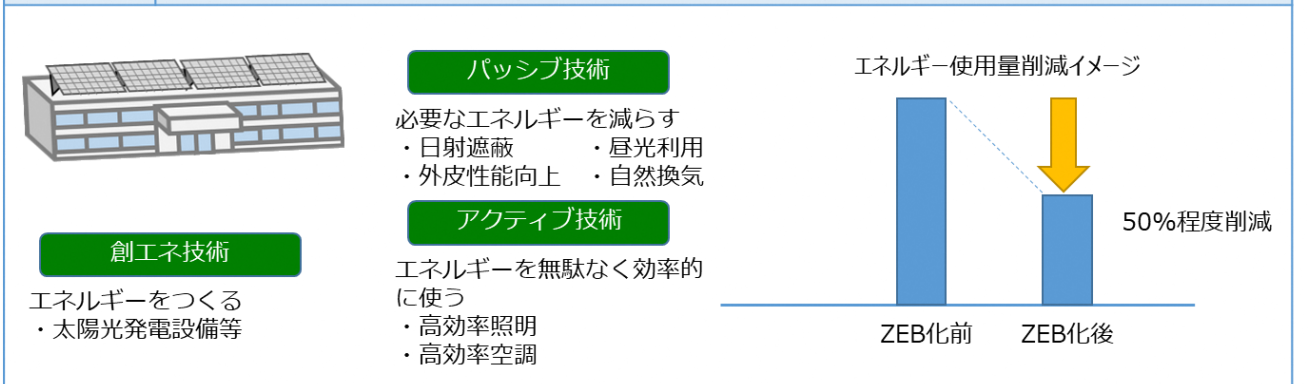 創エネ技術
エネルギーをつくる
・太陽光発電設備等
パッシブ技術
必要なエネルギーを減らす
・日射遮蔽　・昼光利用
・外皮性能向上　・自然換気
アクティブ技術
エネルギーを無駄なく効率的
に使う
・高効率照明
・高効率空調
エネルギー使用量削減イメージ
50%程度削減
ZEB化前　ZEB化後